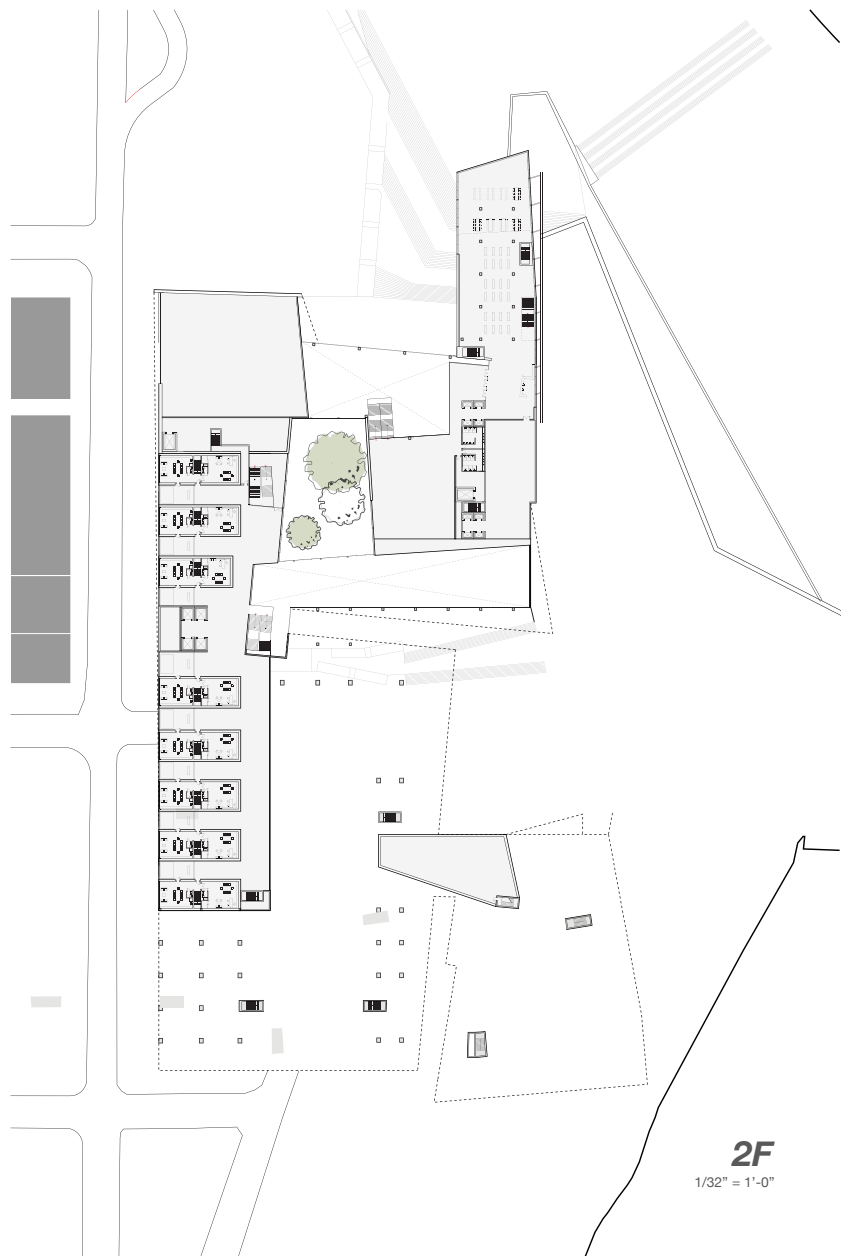 2F
1/32” = 1’-0”